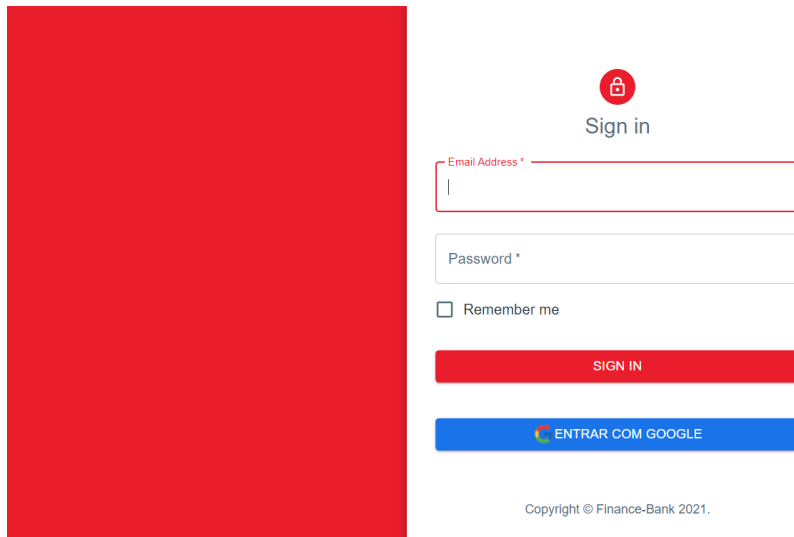 Sign in
Email Address *
Password *
Remember me
SIGN IN
ENTRAR COM GOOGLE
Copyright © Finance-Bank 2021.